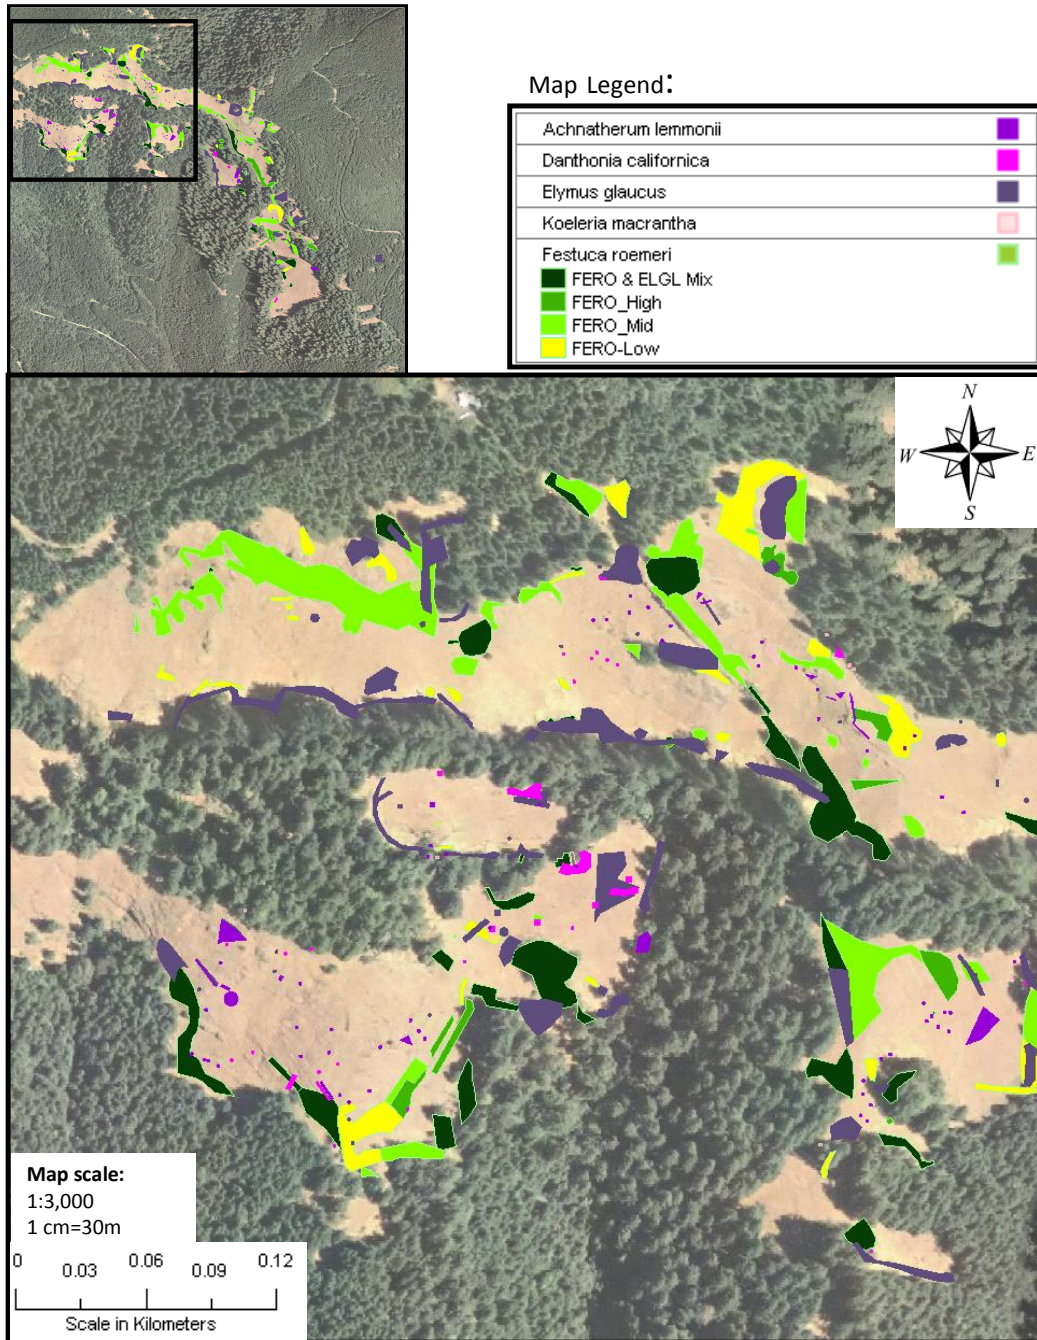 Map Legend:
Achnatherum lemmonii
Danthonia californica
Elymus glaucus
Koeleria macrantha
Festuca roemeri
FERO & ELGL Mix
FERO_High
FERO_Mid
FERO-Low
N
W E
S
Map scale:
1:3,000
1 cm=30m
0 0.03 0.06 0.09 0.12
Scale in Kilometers